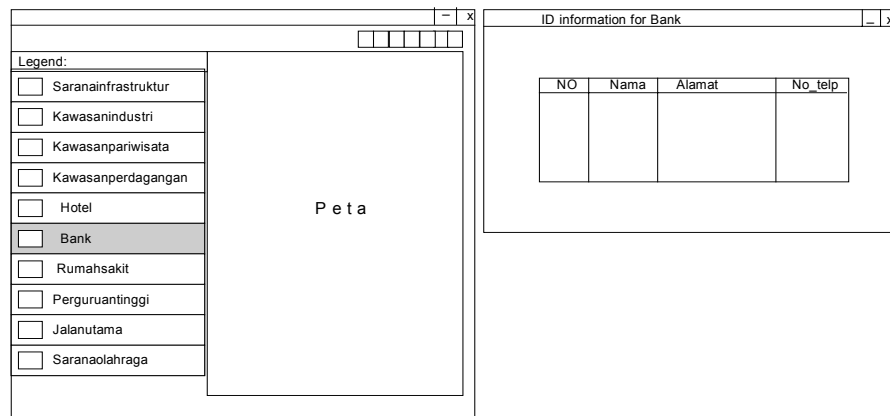 – x
Legend:
Saranainfrastruktur
Kawasanindustri
Kawasanpariwisata
Kawasanperdagangan
Hotel
Bank
Rumahsakit
Perguruantinggi
Jalanutama
Saranaolahraga
Peta
ID information for Bank _ x
NO Nama Alamat No_telp